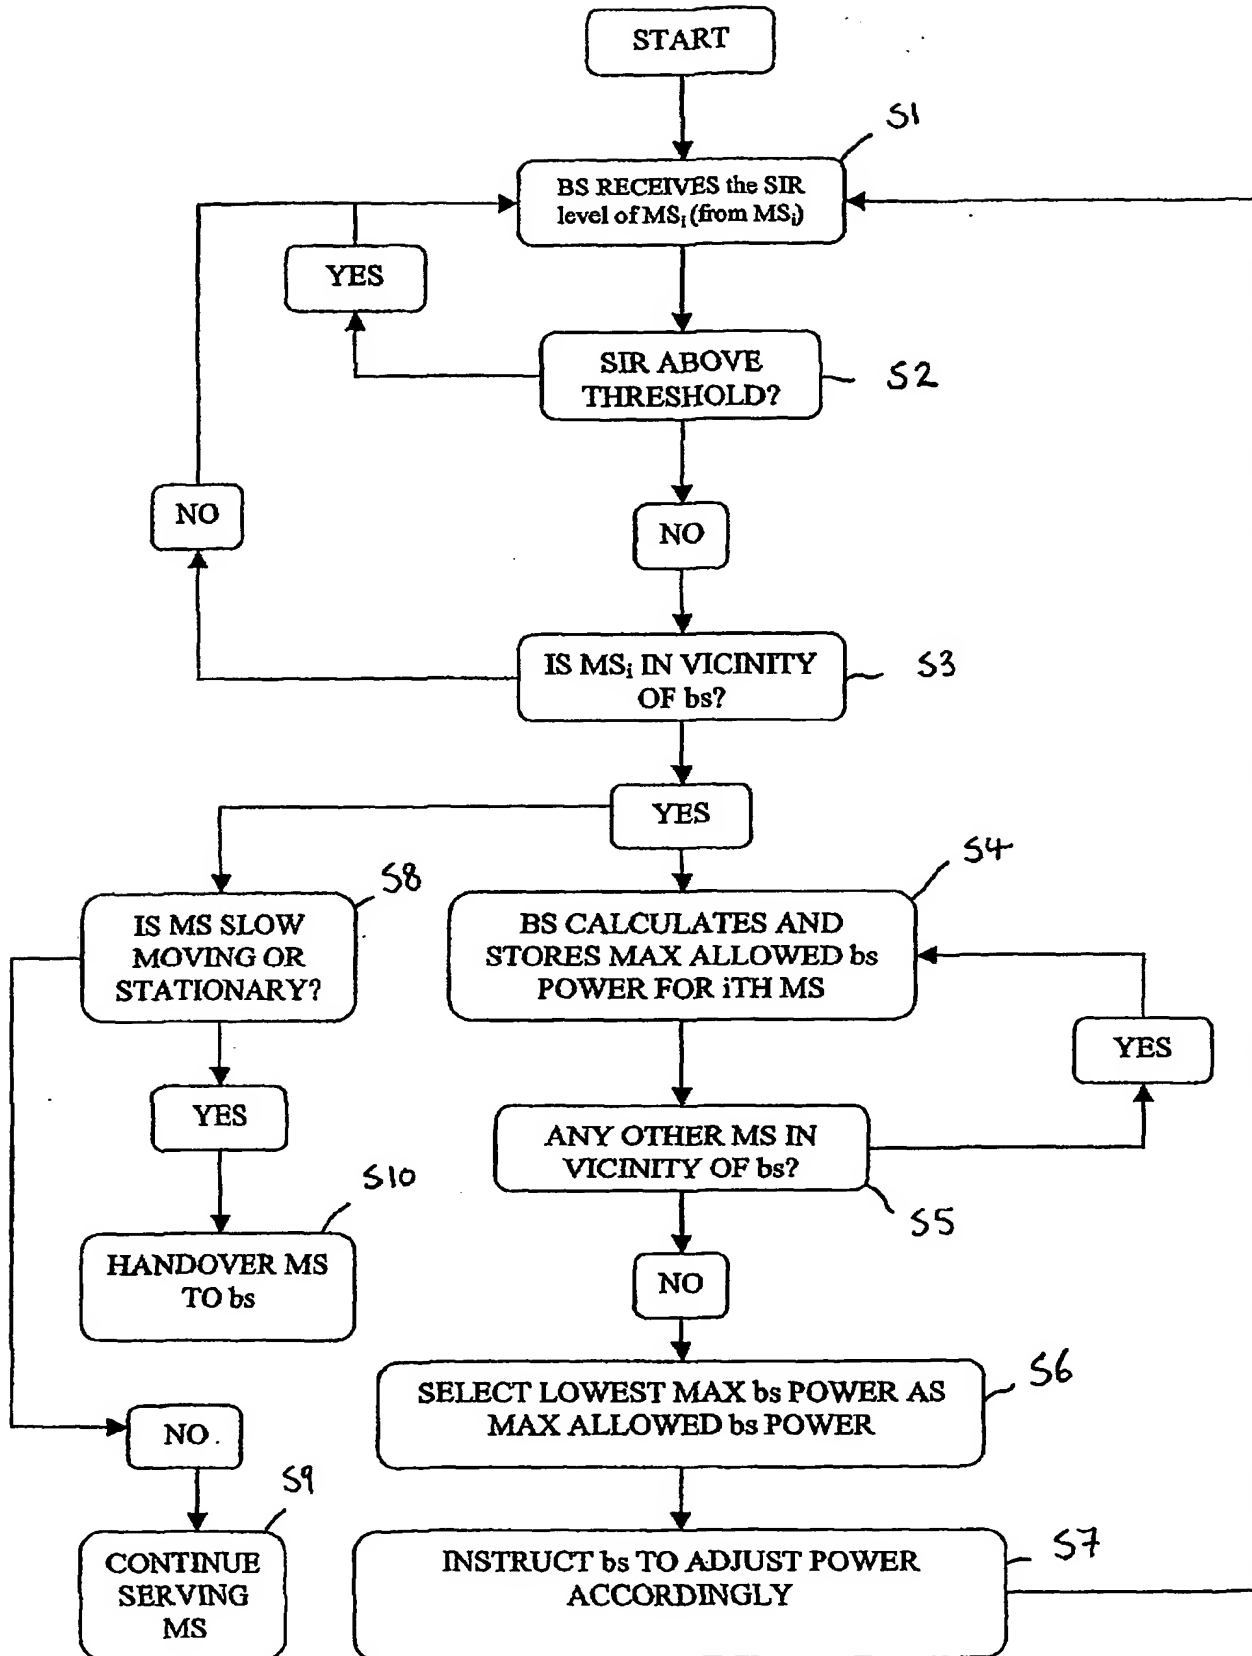 START
S1
BS RECEIVES the SIR
level of MSi (from MSi)
YES
SIR ABOVE
THRESHOLD?
S2
NO
NO
IS MSi IN VICINITY
OF bs?
S3
YES
S8
IS MS SLOW
MOVING OR
STATIONARY?
S4
BS CALCULATES AND
STORES MAX ALLOWED bs
POWER FOR iTH MS
YES
YES
ANY OTHER MS IN
VICINITY OF bs?
S5
S10
HANDOVER MS
TO bs
NO
SELECT LOWEST MAX bs POWER AS
MAX ALLOWED bs POWER
S6
NO.
S9
CONTINUE
SERVING
MS
INSTRUCT bs TO ADJUST POWER
ACCORDINGLY
S7